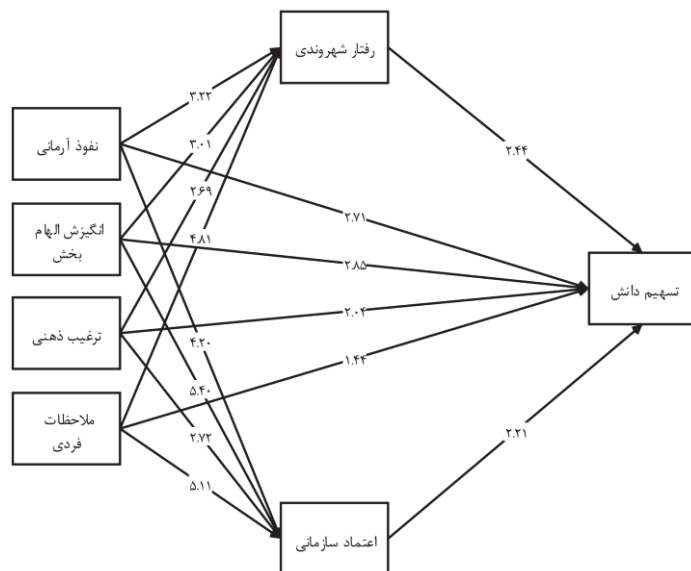 رفتار شهروندی
۳.۲۲
نفوذ آرمانی
۲.۴۴
۳.۰۱
۲.۶۹
۲.۷۱
انگیزش الهام
بخش
۴.۸۱
۲.۸۵
تسهیم دانش
۲.۰۴
ترغیب ذهنی
۴.۲۰
۱.۴۴
۵.۴۰
ملاحظات
فردی
۲.۷۲
۲.۲۱
۵.۱۱
اعتماد سازمانی